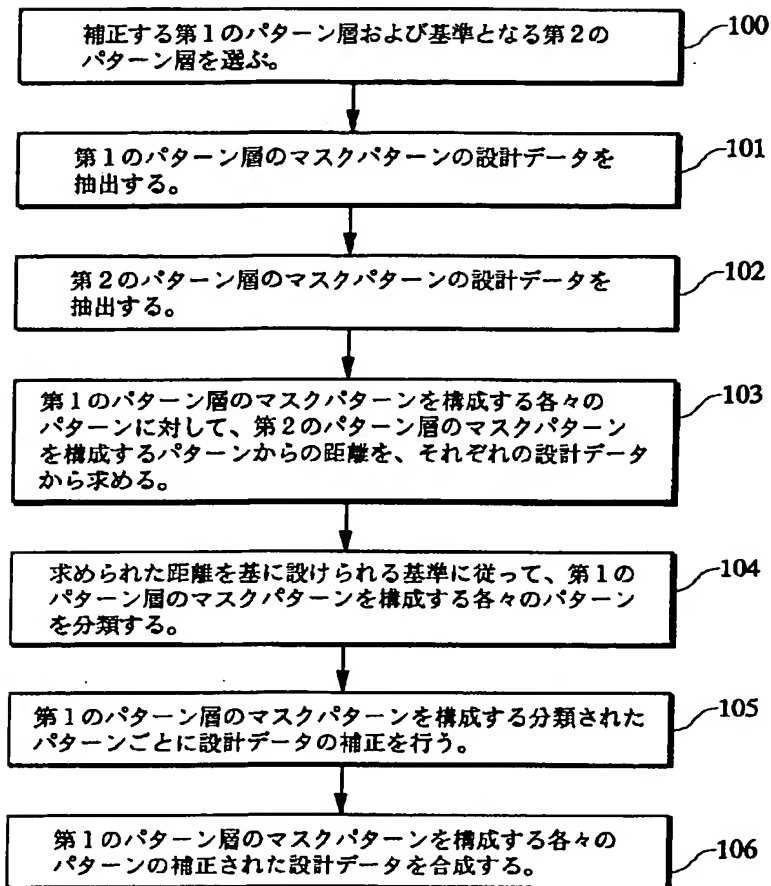 補正する第1のパターン層および基準となる第2の
パターン層を選ぶ。
100
第1のパターン層のマスクパターンの設計データを
抽出する。
101
第2のパターン層のマスクパターンの設計データを
抽出する。
102
第1のパターン層のマスクパターンを構成する各々の
パターンに対して、第2のパターン層のマスクパターン
を構成するパターンからの距離を、それぞれの設計データ
から求める。
103
求められた距離を基に設けられる基準に従って、第1の
パターン層のマスクパターンを構成する各々のパターン
を分類する。
104
第1のパターン層のマスクパターンを構成する分類された
パターンごとに設計データの補正を行う。
105
第1のパターン層のマスクパターンを構成する各々の
パターンの補正された設計データを合成する。
106